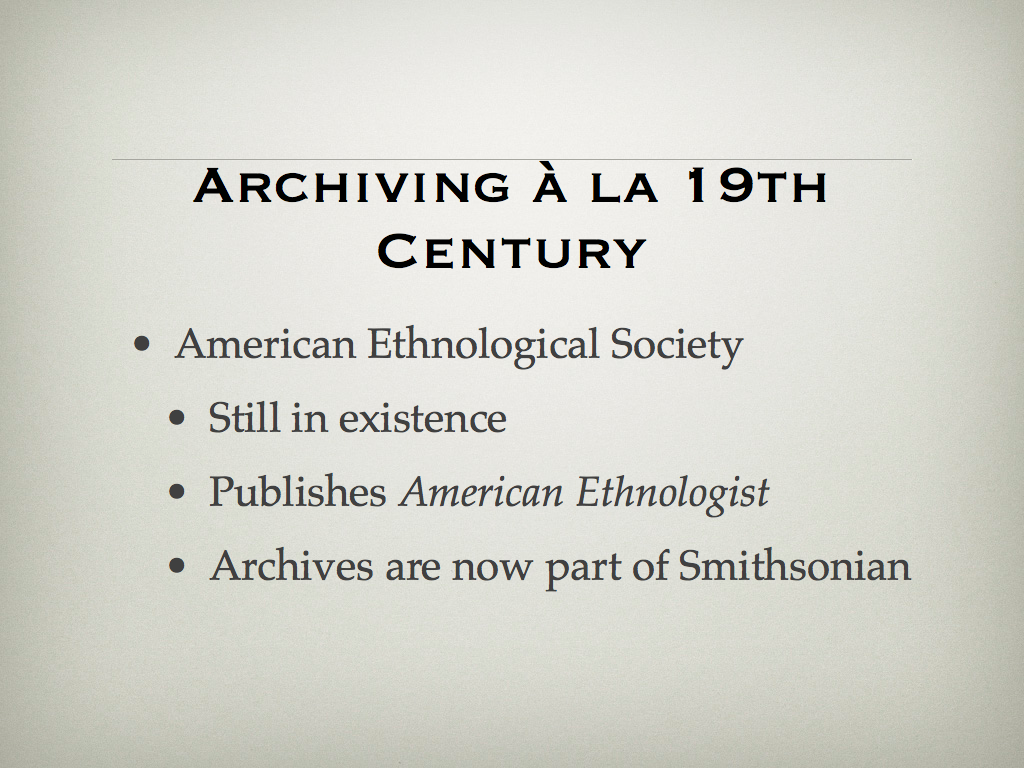 Archiving à la 19th
Century
• American Ethnological Society
• Still in existence
• Publishes American Ethnologist
• Archives are now part of Smithsonian